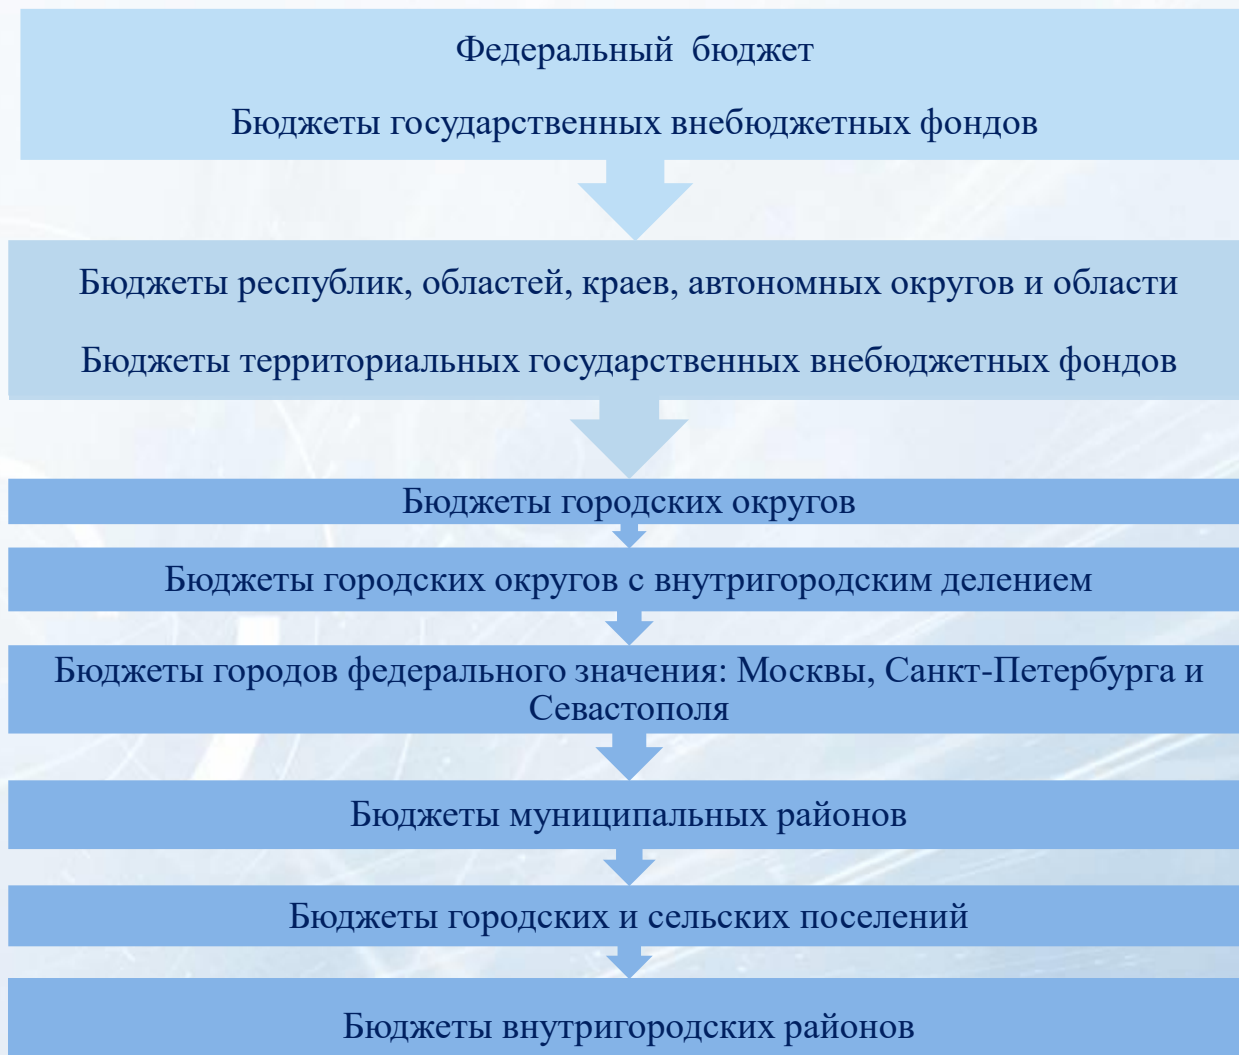 Федеральный бюджет
Бюджеты государственных внебюджетных фондов
Бюджеты республик, областей, краев, автономных округов и области
Бюджеты территориальных государственных внебюджетных фондов
Бюджеты городских округов
Бюджеты городских округов с внутригородским делением
Бюджеты городов федерального значения: Москвы, Санкт-Петербурга и
Севастополя
Бюджеты муниципальных районов
Бюджеты городских и сельских поселений
Бюджеты внутригородских районов